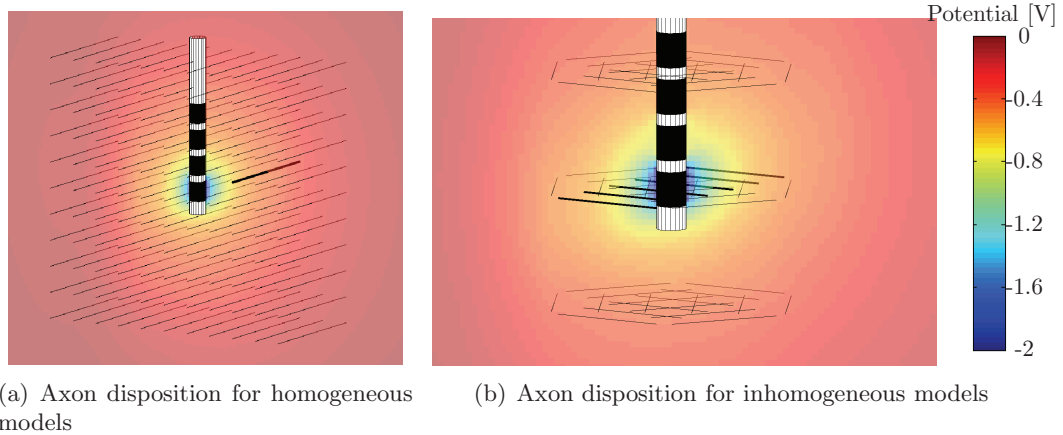 Potential [V]
0
-0.4
-0.8
-1.2
-1.6
-2
(a) Axon disposition for homogeneous
models
(b) Axon disposition for inhomogeneous models